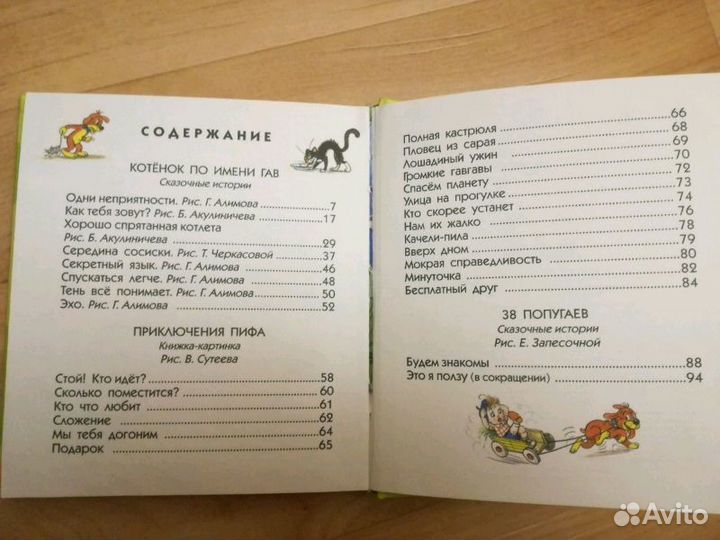 СОДЕРЖАНИЕ
КОТЁНОК ПО ИМЕНИ ГАВ
Сказочные истории
Одни неприятности. Рис. Г. Алимова ........ 7
Как тебя зовут? Рис. Б. Акулиничева ........ 17
Хорошо спрятанная котлета
Рис. Б. Акулиничева ........ 29
Середина сосиски. Рис. Т. Черкасовой ........ 37
Секретный язык. Рис. Г. Алимова ........ 46
Спускаться легче. Рис. Г. Алимова ........ 48
Тень всё понимает. Рис. Г. Алимова ........ 50
Эхо. Рис. Г. Алимова ........ 52
ПРИКЛЮЧЕНИЯ ПИФА
Книжка-картинка
Рис. В. Сутеева
Стой! Кто идёт? ........ 58
Сколько поместится? ........ 60
Кто что любит ........ 61
Сложение ........ 62
Мы тебя догоним ........ 64
Подарок ........ 65
Полная кастрюля ........ 66
Пловец из сарая ........ 68
Лошадиный ужин ........ 69
Громкие гавгавы ........ 70
Спасём планету ........ 72
Улица на прогулке ........ 73
Кто скорее устанет ........ 74
Нам их жалко ........ 76
Качели-пила ........ 78
Вверх дном ........ 79
Мокрая справедливость ........ 80
Минуточка ........ 82
Бесплатный друг ........ 84
38 ПОПУГАЕВ
Сказочные истории
Рис. Е. Запесочной
Будем знакомы ........ 88
Это я ползу (в сокращении) ........ 94
Avito